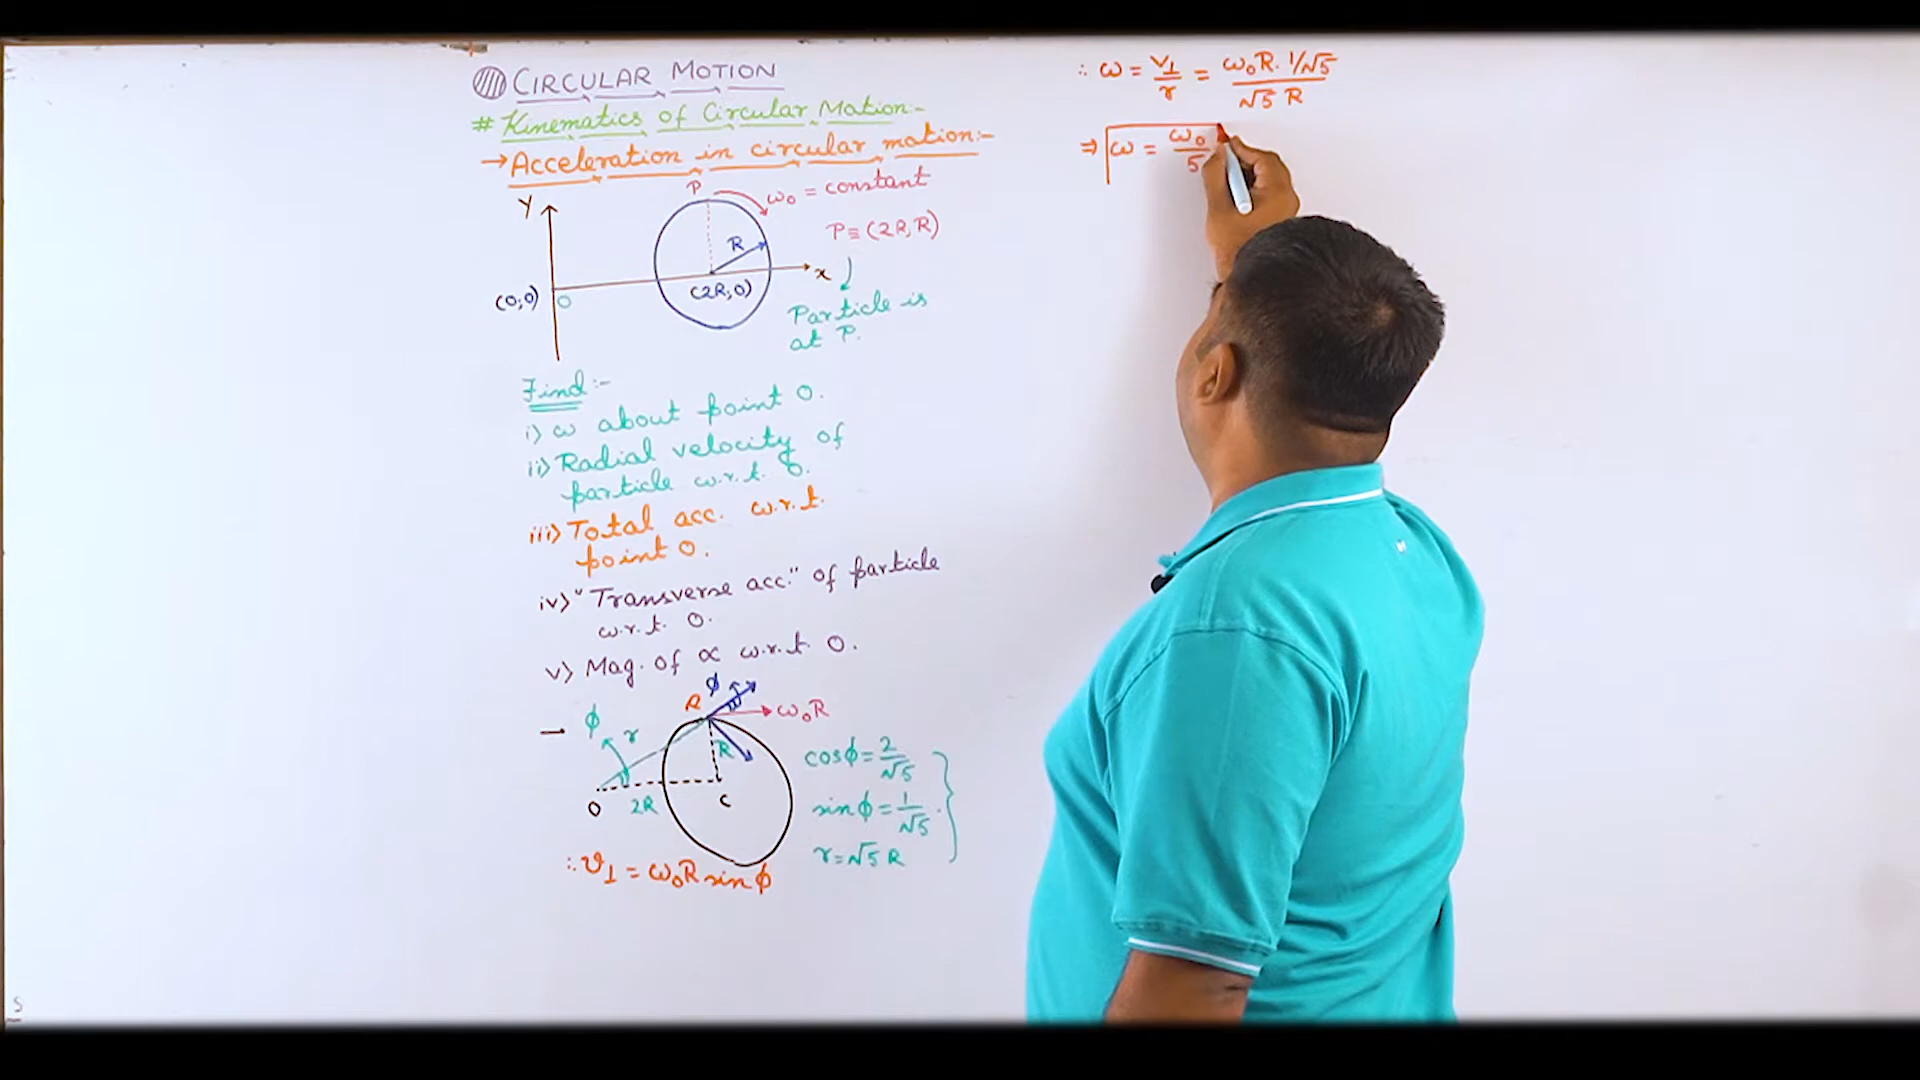 CIRCULAR MOTION
# Kinematics of Circular Motion:-
→ Acceleration in circular motion:-
P ω₀ = constant
Y
R
P ≡ (2R, R)
x
(0,0) O (2R,0)
Particle is
at P.
Find:-
i) ω about point O.
ii) Radial velocity of
particle w.r.t. O.
iii) Total acc. w.r.t.
point O.
iv) "Transverse acc." of particle
w.r.t. O.
v) Mag. of α w.r.t. O.
ϕ
R
ω₀R
ϕ r
R
cosϕ = 2/√5
O 2R C
sinϕ = 1/√5
r = √5 R
∴ v⊥ = ω₀R sinϕ
∴ ω = v⊥/r = ω₀R. 1/√5 / √5 R
⇒ ω = ω₀/5
S